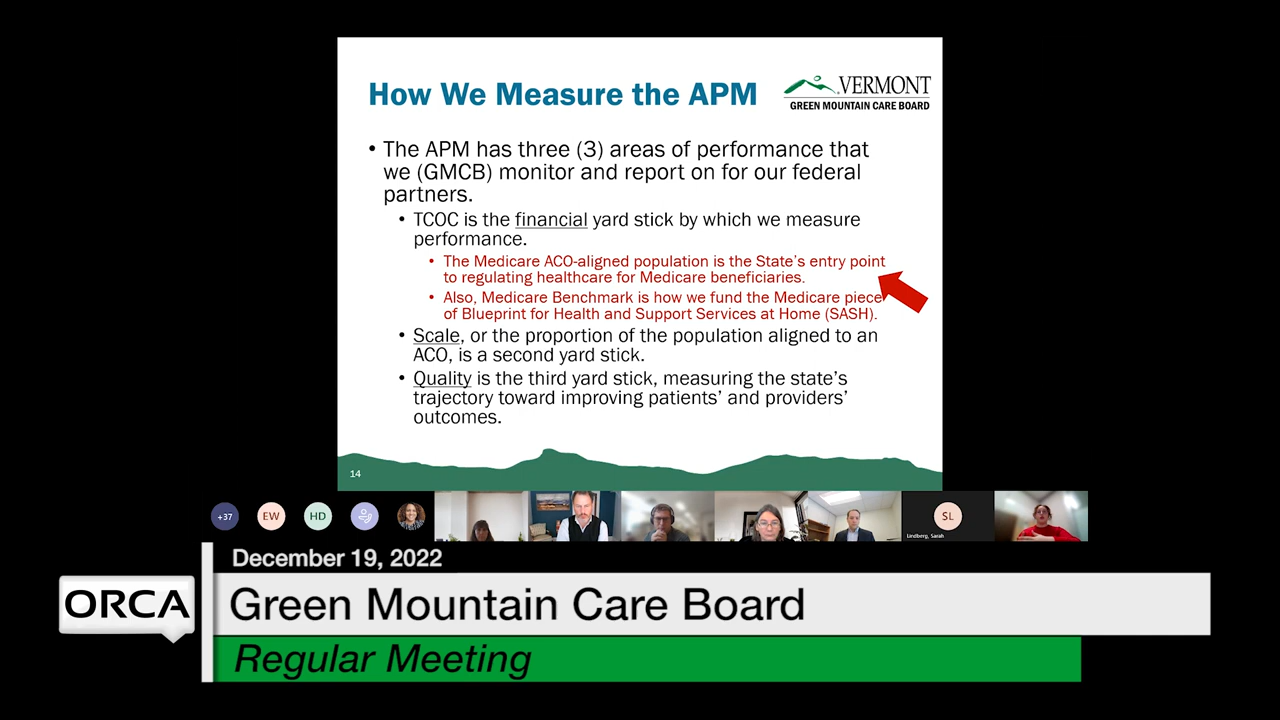 How We Measure the APM
VERMONT
GREEN MOUNTAIN CARE BOARD
• The APM has three (3) areas of performance that
we (GMCB) monitor and report on for our federal
partners.
• TCOC is the financial yard stick by which we measure
performance.
• The Medicare ACO-aligned population is the State's entry point
to regulating healthcare for Medicare beneficiaries.
• Also, Medicare Benchmark is how we fund the Medicare piece
of Blueprint for Health and Support Services at Home (SASH).
• Scale, or the proportion of the population aligned to an
ACO, is a second yard stick.
• Quality is the third yard stick, measuring the state's
trajectory toward improving patients' and providers'
outcomes.
14
+37
EW
HD
SL
Lindberg, Sarah
December 19, 2022
ORCA
Green Mountain Care Board
Regular Meeting